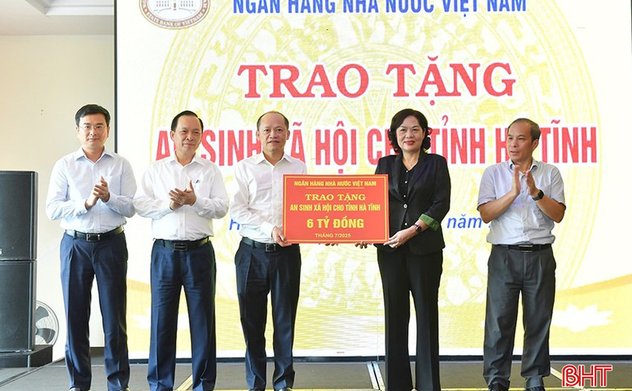 NGÂN HÀNG NHÀ NƯỚC VIỆT NAM
TRAO TẶNG
AN SINH XÃ HỘI CHO TỈNH HÀ TĨNH
NGÂN HÀNG NHÀ NƯỚC VIỆT NAM
TRAO TẶNG
AN SINH XÃ HỘI CHO TỈNH HÀ TĨNH
6 TỶ ĐỒNG
THÁNG 7/2025
H
năm
BHT